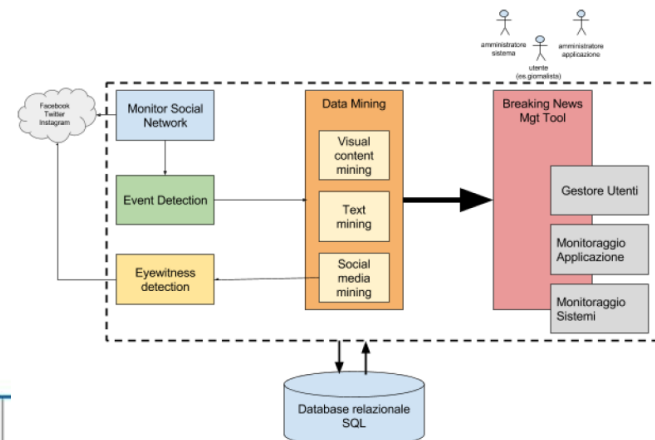 amministratore
sistema
utente
(es.giornalista)
amministratore
applicazione
Facebook
Twitter
Instagram
Monitor Social
Network
Data Mining
Breaking News
Mgt Tool
Visual
content
mining
Event Detection
Text
mining
Gestore Utenti
Monitoraggio
Applicazione
Eyewitness
detection
Social
media
mining
Monitoraggio
Sistemi
Database relazionale
SQL